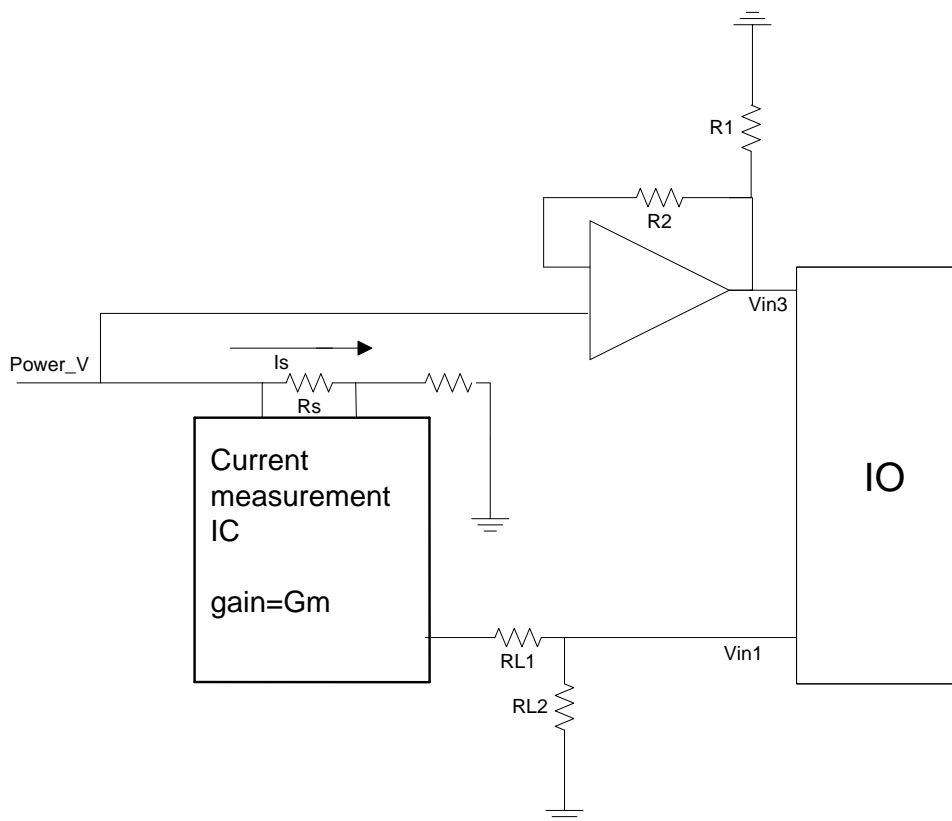 R1
R2
Vin3
Power_V
Is
Rs
Current
measurement
IC
gain=Gm
IO
RL1
Vin1
RL2